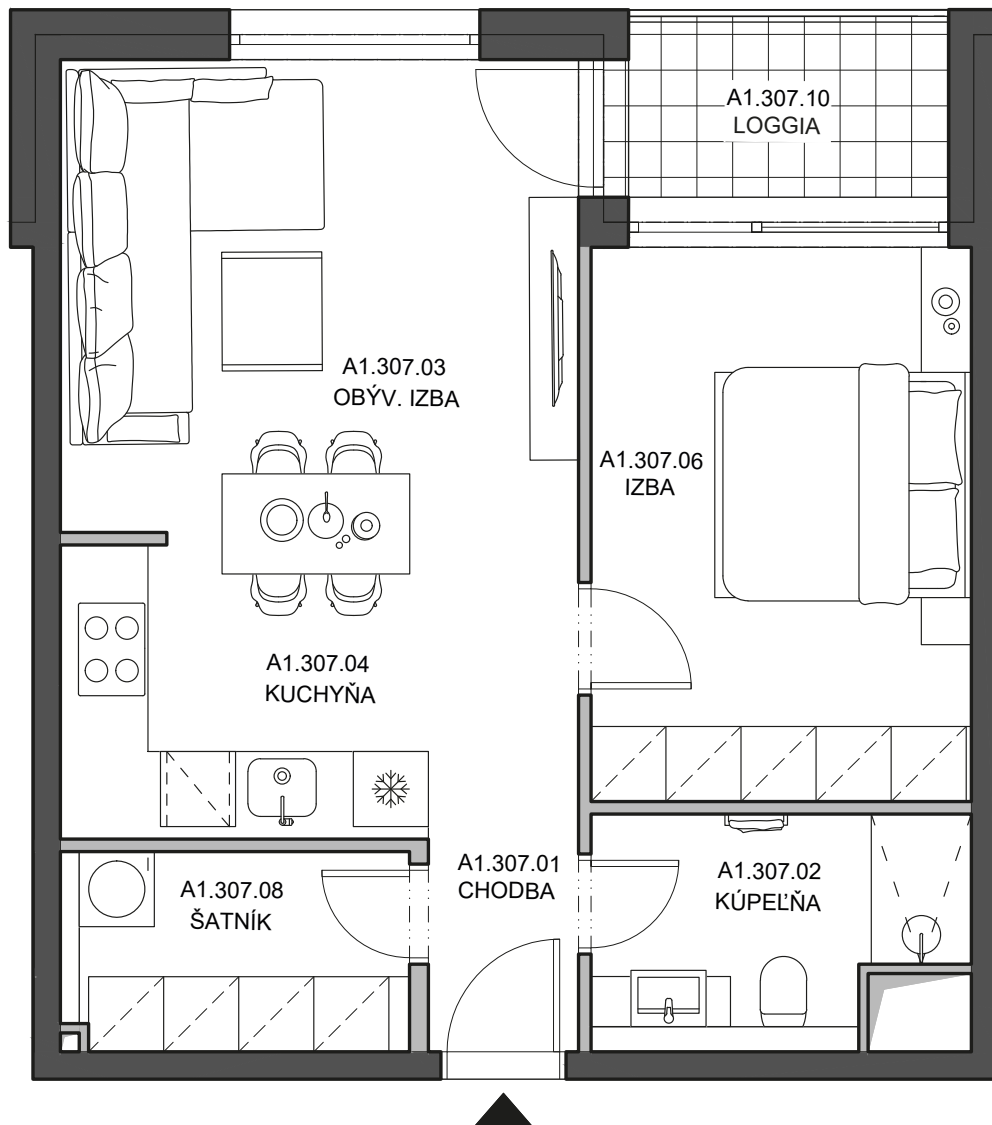 A1.307.10
LOGGIA
A1.307.03
OBÝV. IZBA
A1.307.06
IZBA
A1.307.04
KUCHYŇA
A1.307.01
CHODBA
A1.307.02
KÚPEĽŇA
A1.307.08
ŠATNÍK